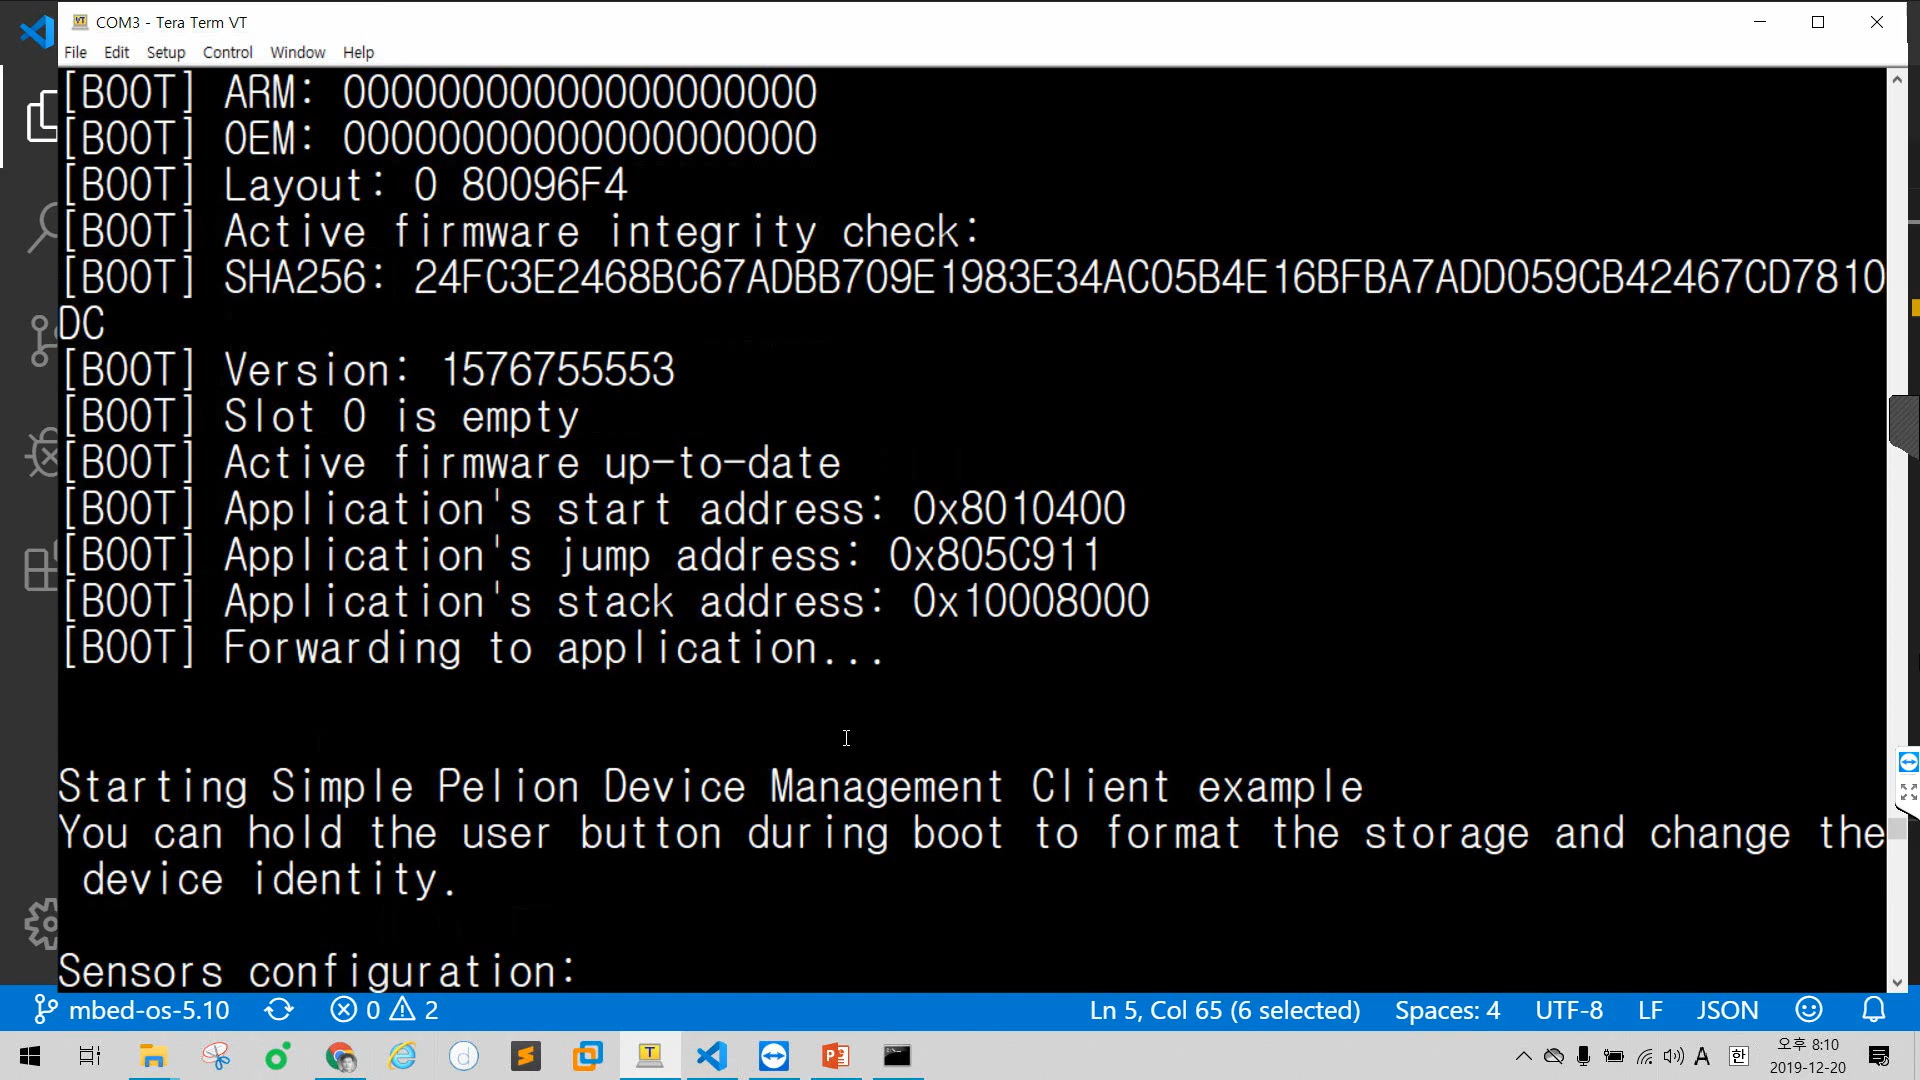 COM3 - Tera Term VT
File Edit Setup Control Window Help
[BOOT] ARM: 00000000000000000000
[BOOT] OEM: 00000000000000000000
[BOOT] Layout: 0 80096F4
[BOOT] Active firmware integrity check:
[BOOT] SHA256: 24FC3E2468BC67ADBB709E1983E34AC05B4E16BFBA7ADD059CB42467CD7810
DC
[BOOT] Version: 1576755553
[BOOT] Slot 0 is empty
[BOOT] Active firmware up-to-date
[BOOT] Application's start address: 0x8010400
[BOOT] Application's jump address: 0x805C911
[BOOT] Application's stack address: 0x10008000
[BOOT] Forwarding to application...
Starting Simple Pelion Device Management Client example
You can hold the user button during boot to format the storage and change the
device identity.
Sensors configuration:
mbed-os-5.10 0 2 Ln 5, Col 65 (6 selected) Spaces: 4 UTF-8 LF JSON
A 한 오후 8:10
2019-12-20